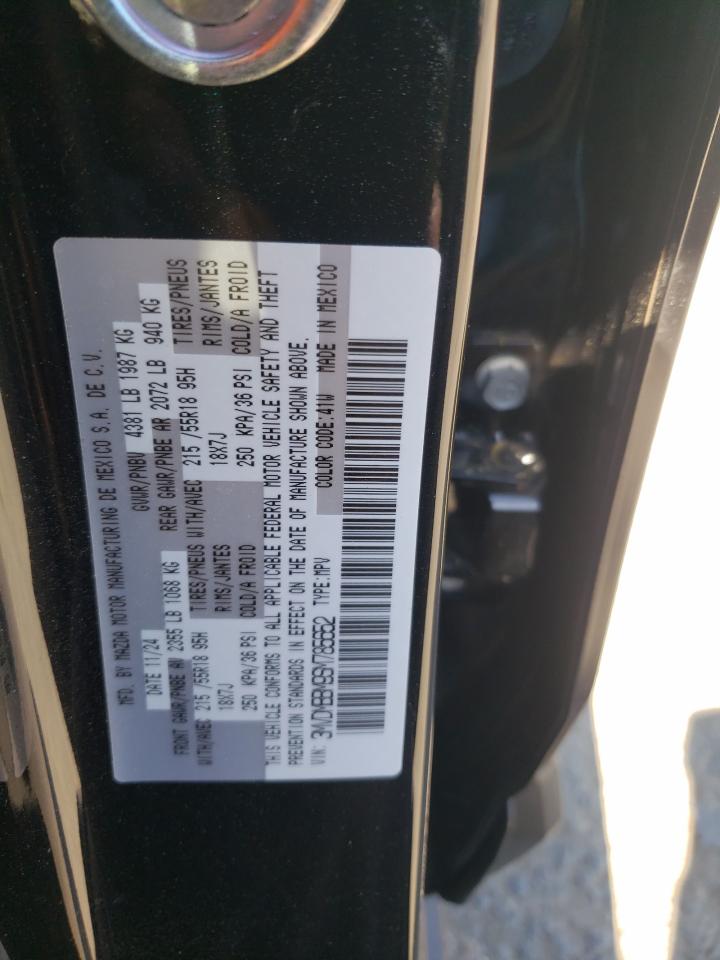 MFD. BY MAZDA MOTOR MANUFACTURING DE MEXICO S.A. DE C.V.
DATE 11/24 GVWR/PNBV 4381 LB 1987 KG
FRONT GAWR/PNBE AV 2355 LB 1068 KG REAR GAWR/PNBE AR 2072 LB 940 KG
WITH/AVEC 215 /55R18 95H TIRES/PNEUS WITH/AVEC 215 /55R18 95H TIRES/PNEUS
18X7J RIMS/JANTES 18X7J RIMS/JANTES
250 KPA/36 PSI COLD/A FROID 250 KPA/36 PSI COLD/A FROID
THIS VEHICLE CONFORMS TO ALL APPLICABLE FEDERAL MOTOR VEHICLE SAFETY AND THEFT
PREVENTION STANDARDS IN EFFECT ON THE DATE OF MANUFACTURE SHOWN ABOVE.
VIN: TYPE:MPV COLOR CODE:41W MADE IN MEXICO